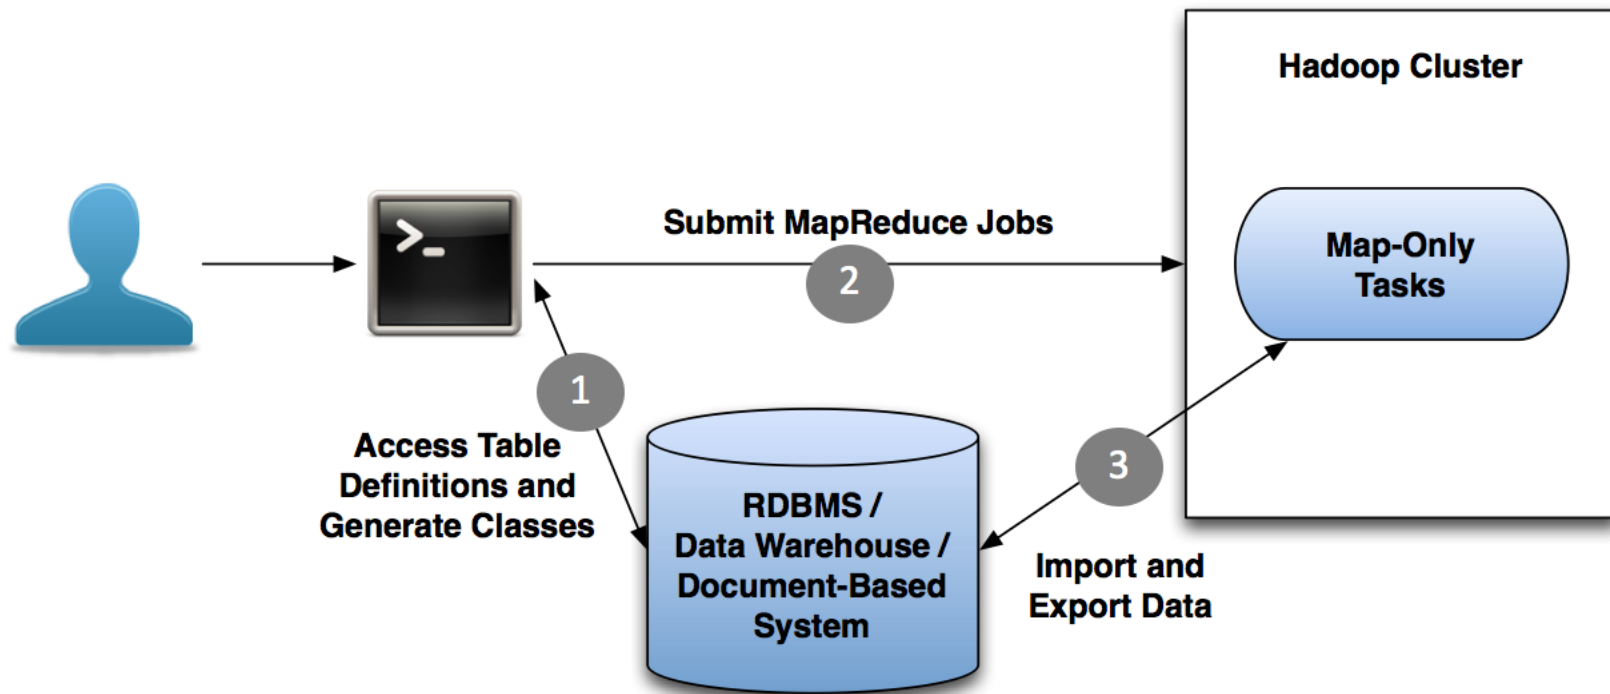 Hadoop Cluster
>_
Submit MapReduce Jobs
2
Map-Only
Tasks
1
Access Table
Definitions and
Generate Classes
RDBMS /
Data Warehouse /
Document-Based
System
3
Import and
Export Data